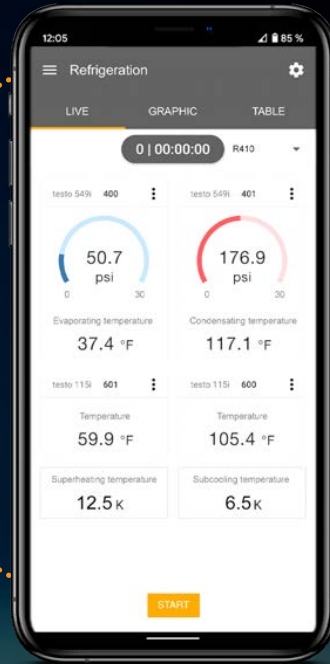 12:05 85 %
Refrigeration
LIVE GRAPHIC TABLE
0 | 00:00:00 R410
testo 549i 400 testo 549i 401
50.7 176.9
psi psi
0 30 0 30
Evaporating temperature Condensating temperature
37.4 °F 117.1 °F
testo 115i 601 testo 115i 600
Temperature Temperature
59.9 °F 105.4 °F
Superheating temperature Subcooling temperature
12.5 K 6.5 K
START